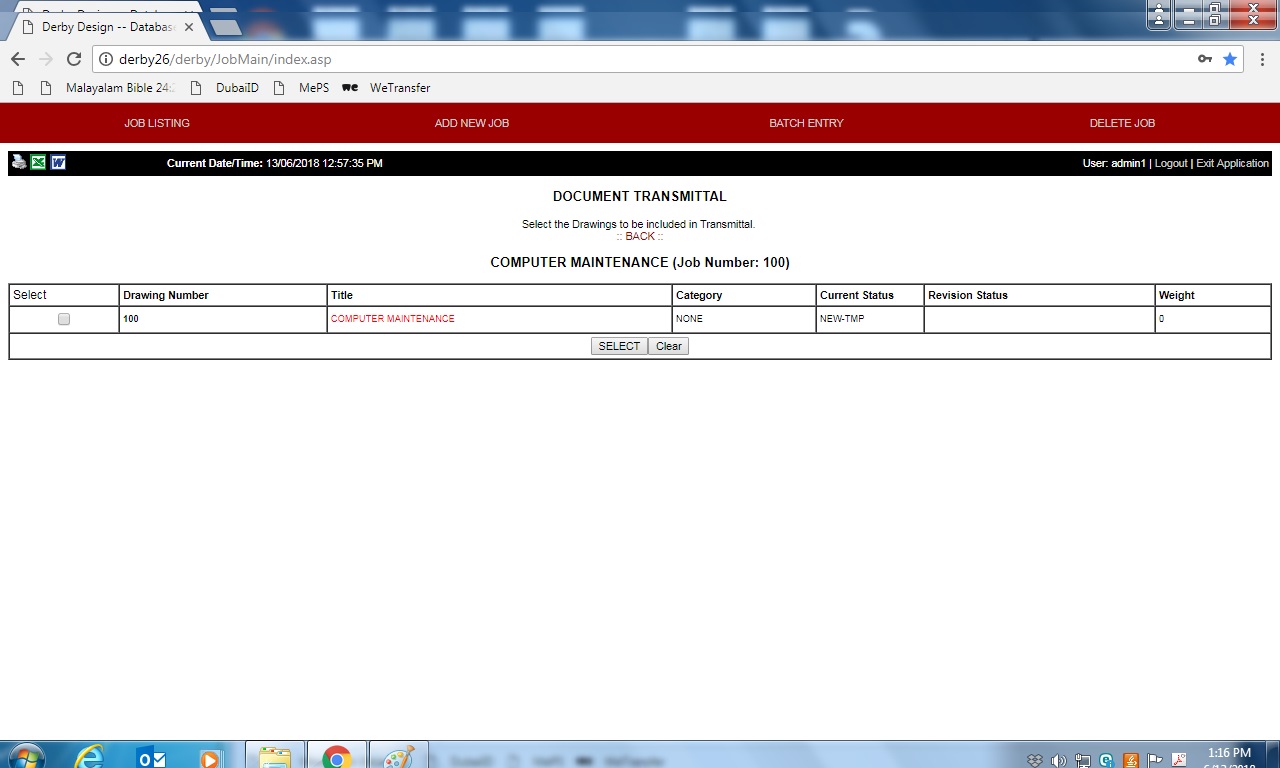 Derby Design -- Databas
derby26/derby/JobMain/index.asp
Malayalam Bible 24: DubaiID MePS we WeTransfer
JOB LISTING ADD NEW JOB BATCH ENTRY DELETE JOB
Current Date/Time: 13/06/2018 12:57:35 PM User: admin1 | Logout | Exit Application
DOCUMENT TRANSMITTAL
Select the Drawings to be included in Transmittal.
:: BACK ::
COMPUTER MAINTENANCE (Job Number: 100)
Select Drawing Number Title Category Current Status Revision Status Weight
100 COMPUTER MAINTENANCE NONE NEW-TMP 0
SELECT Clear
1:16 PM